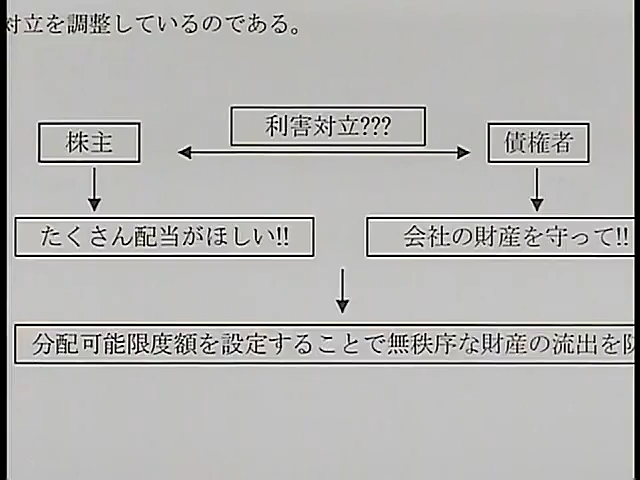 対立を調整しているのである。
利害対立???
株主
債権者
たくさん配当がほしい!!
会社の財産を守って!!
分配可能限度額を設定することで無秩序な財産の流出を防